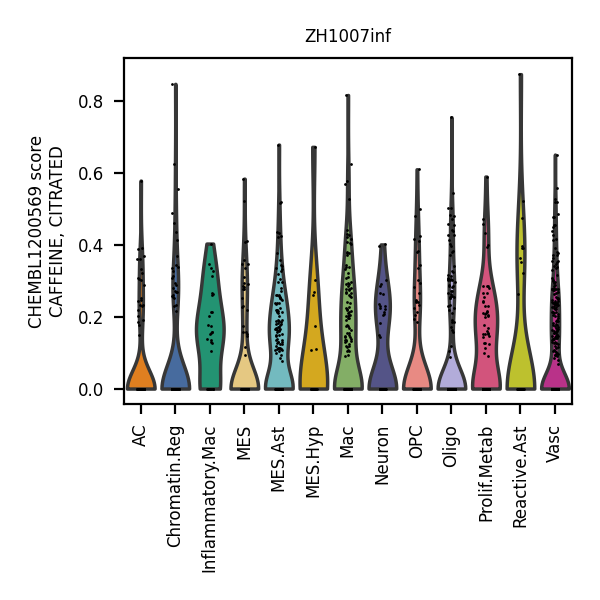 ZH1007inf
CHEMBL1200569 score
CAFFEINE, CITRATED
0.8
0.6
0.4
0.2
0.0
AC
Chromatin.Reg
Inflammatory.Mac
MES
MES.Ast
MES.Hyp
Mac
Neuron
OPC
Oligo
Prolif.Metab
Reactive.Ast
Vasc